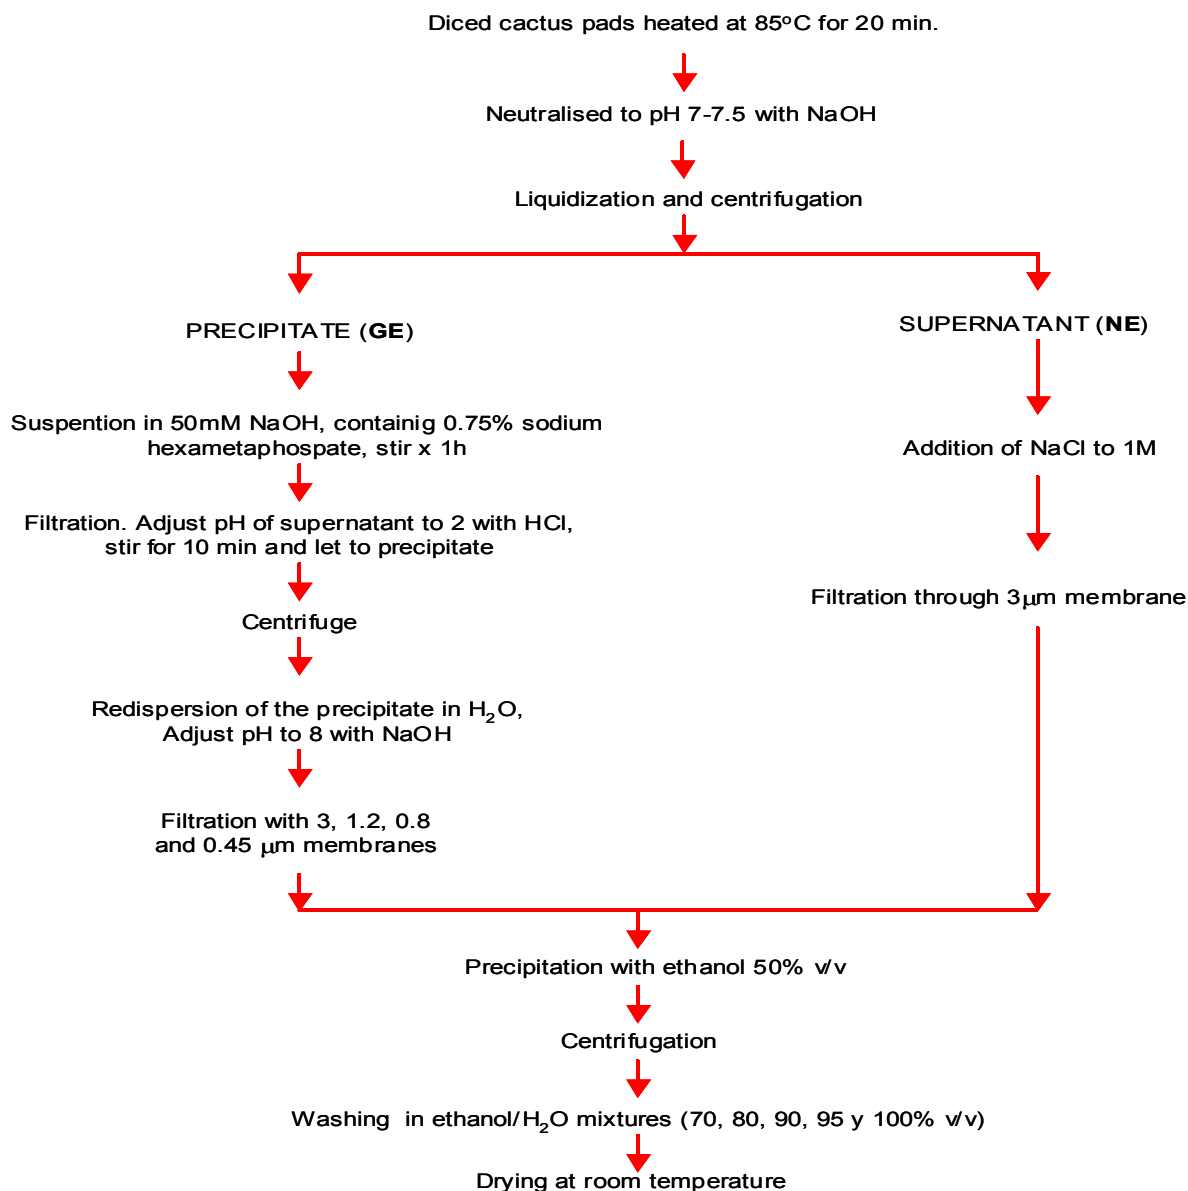 Diced cactus pads heated at 85ºC for 20 min.
Neutralised to pH 7-7.5 with NaOH
Liquidization and centrifugation
PRECIPITATE (GE)
SUPERNATANT (NE)
Suspention in 50mM NaOH, containig 0.75% sodium
hexametaphospate, stir x 1h
Addition of NaCl to 1M
Filtration. Adjust pH of supernatant to 2 with HCl,
stir for 10 min and let to precipitate
Filtration through 3μm membrane
Centrifuge
Redispersion of the precipitate in H₂O,
Adjust pH to 8 with NaOH
Filtration with 3, 1.2, 0.8
and 0.45 μm membranes
Precipitation with ethanol 50% v/v
Centrifugation
Washing in ethanol/H₂O mixtures (70, 80, 90, 95 y 100% v/v)
Drying at room temperature